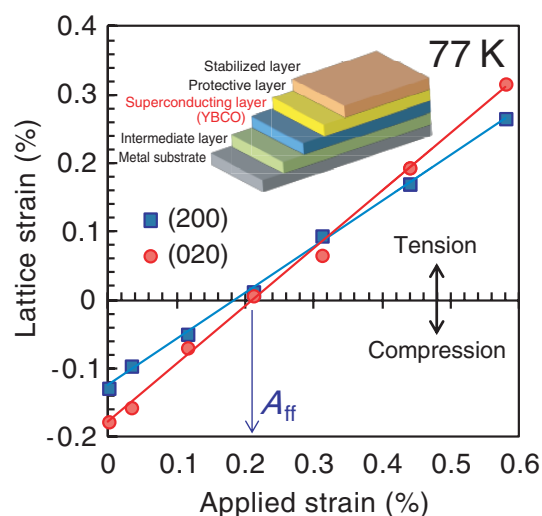 0.4
0.3
0.2
0.1
0
-0.1
-0.2
Lattice strain (%)
77 K
Stabilized layer
Protective layer
Superconducting layer
(YBCO)
Intermediate layer
Metal substrate
(200)
(020)
Tension
Compression
Aff
0 0.1 0.2 0.3 0.4 0.5 0.6
Applied strain (%)